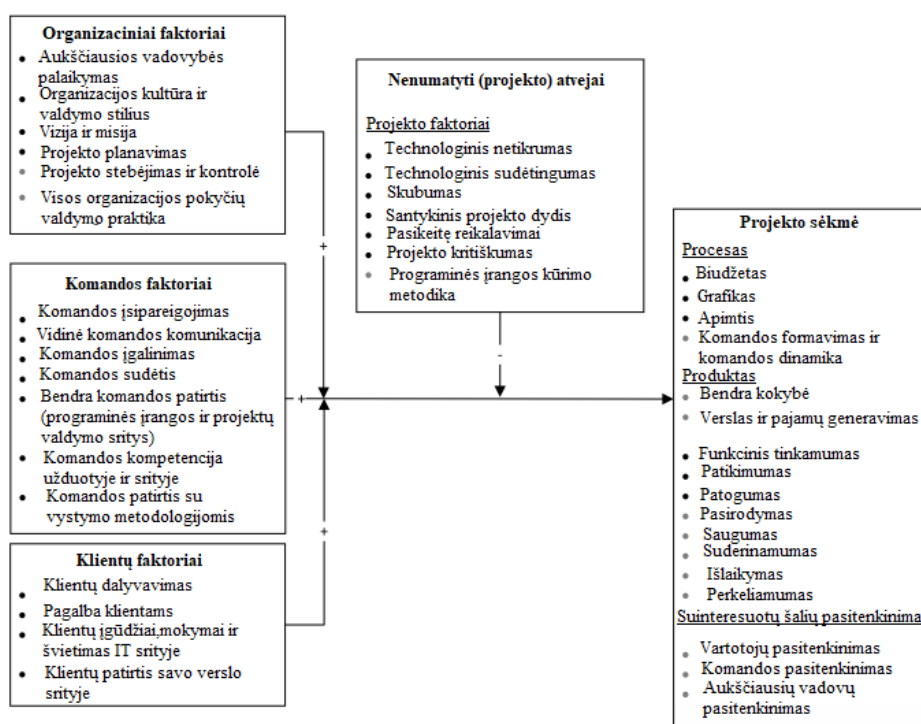 Organizaciniai faktoriai
Aukščiausios vadovybės
palaikymas
Organizacijos kultūra ir
valdymo stilius
Vizija ir misija
Projekto planavimas
Projekto stebėjimas ir kontrolė
Visos organizacijos pokyčių
valdymo praktika
+
Komandos faktoriai
Komandos įsipareigojimas
Vidinė komandos komunikacija
Komandos įgalinimas
Komandos sudėtis
Bendra komandos patirtis
(programinės įrangos ir projektų
valdymo sritys)
Komandos kompetencija
užduotyje ir srityje
Komandos patirtis su
vystymo metodologijomis
+
Klientų faktoriai
Klientų dalyvavimas
Pagalba klientams
Klientų įgūdžiai,mokymai ir
švietimas IT srityje
Klientų patirtis savo verslo
srityje
+
Nenumatyti (projekto) atvejai
Projekto faktoriai
Technologinis netikrumas
Technologinis sudėtingumas
Skubumas
Santykinis projekto dydis
Pasikeitę reikalavimai
Projekto kritiškumas
Programinės įrangos kūrimo
metodika
-
Projekto sėkmė
Procesas
Biudžetas
Grafikas
Apimtis
Komandos formavimas ir
komandos dinamika
Produktas
Bendra kokybė
Verslas ir pajamų generavimas
Funkcinis tinkamumas
Patikimumas
Patogumas
Pasirodymas
Saugumas
Suderinamumas
Išlaikymas
Perkeliamumas
Suinteresuotų šalių pasitenkinima
Vartotojų pasitenkinimas
Komandos pasitenkinimas
Aukščiausių vadovų
pasitenkinimas